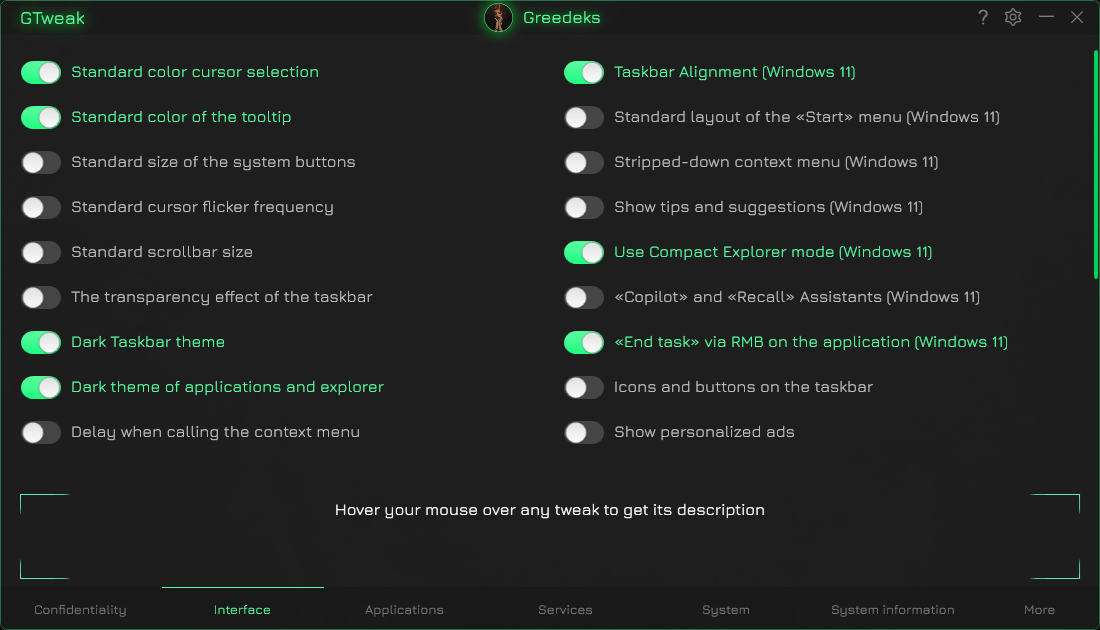 GTweak
Greedeks
?
Standard color cursor selection
Standard color of the tooltip
Standard size of the system buttons
Standard cursor flicker frequency
Standard scrollbar size
The transparency effect of the taskbar
Dark Taskbar theme
Dark theme of applications and explorer
Delay when calling the context menu
Taskbar Alignment (Windows 11)
Standard layout of the «Start» menu (Windows 11)
Stripped-down context menu (Windows 11)
Show tips and suggestions (Windows 11)
Use Compact Explorer mode (Windows 11)
«Copilot» and «Recall» Assistants (Windows 11)
«End task» via RMB on the application (Windows 11)
Icons and buttons on the taskbar
Show personalized ads
Hover your mouse over any tweak to get its description
Confidentiality
Interface
Applications
Services
System
System information
More